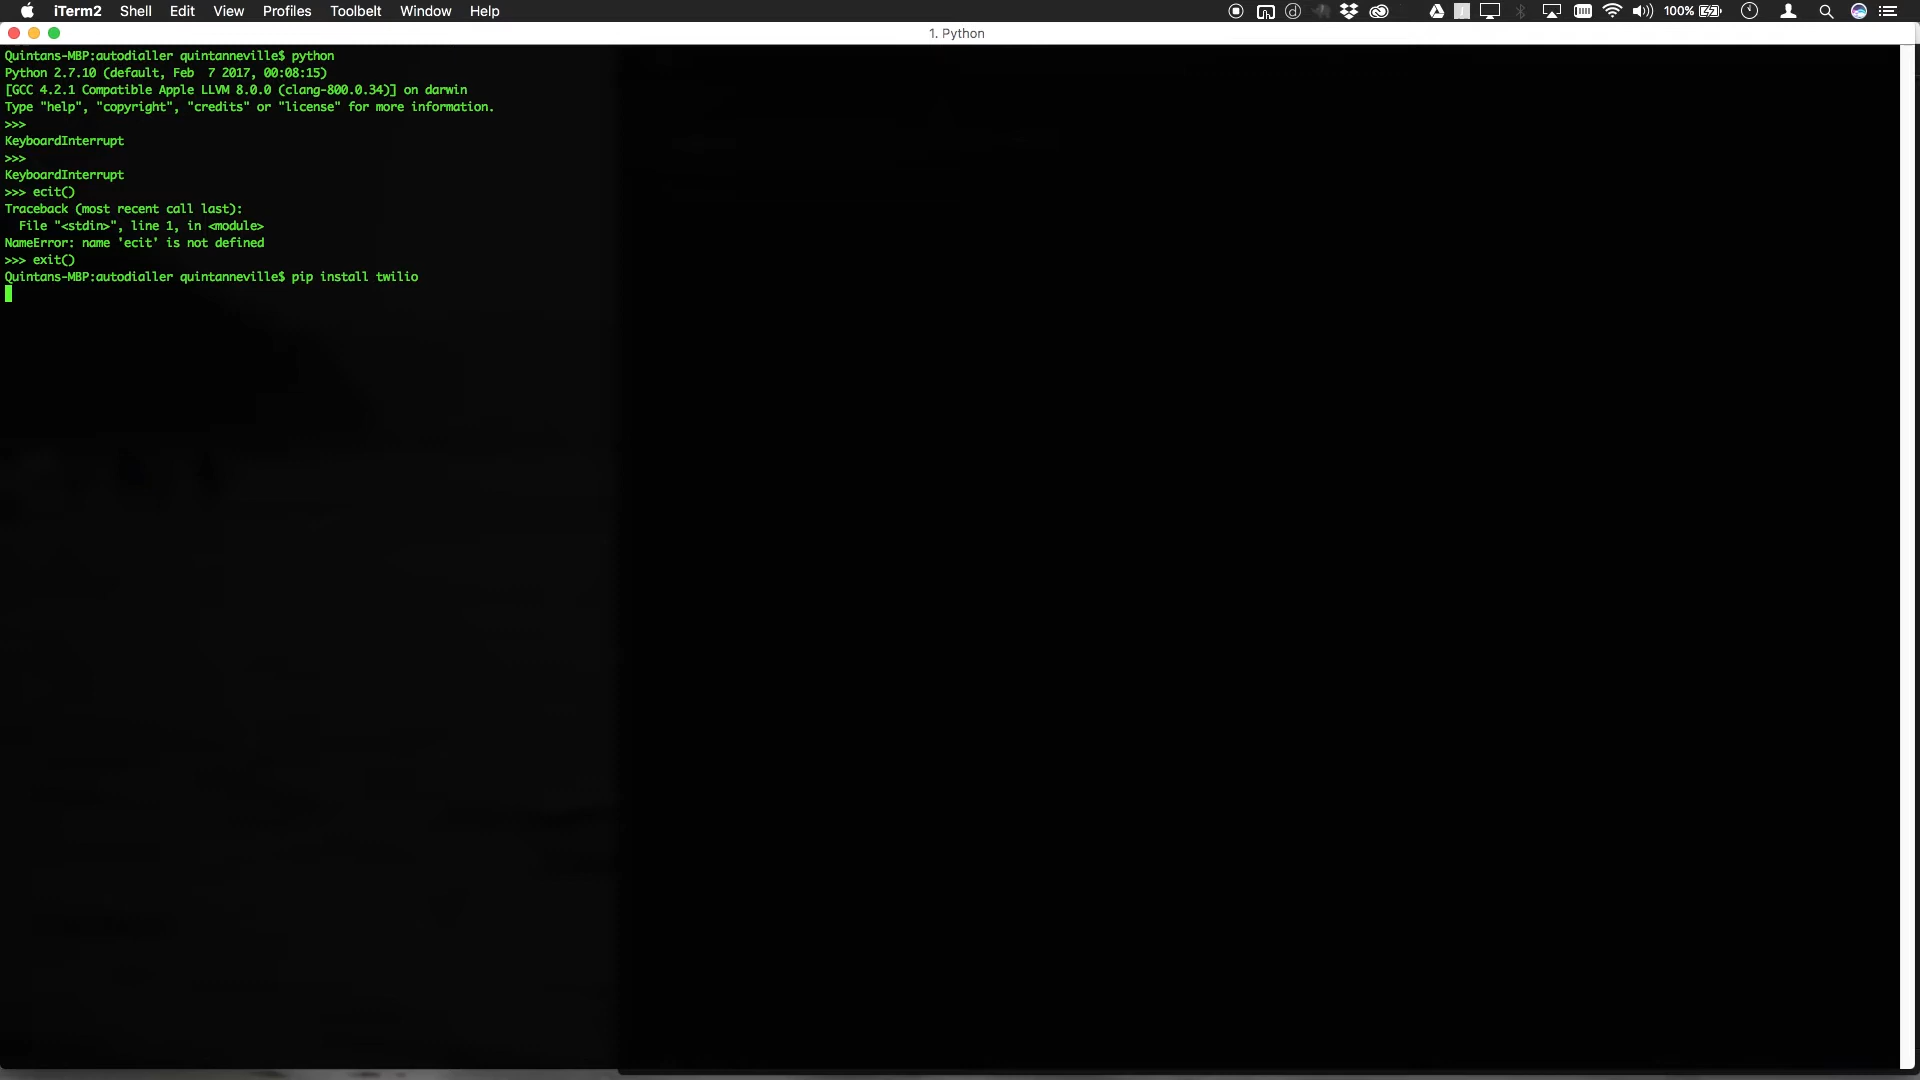 iTerm2 Shell Edit View Profiles Toolbelt Window Help 100%
1. Python
Quintans-MBP:autodialler quintanneville$ python
Python 2.7.10 (default, Feb  7 2017, 00:08:15)
[GCC 4.2.1 Compatible Apple LLVM 8.0.0 (clang-800.0.34)] on darwin
Type "help", "copyright", "credits" or "license" for more information.
>>>
KeyboardInterrupt
>>>
KeyboardInterrupt
>>> ecit()
Traceback (most recent call last):
  File "<stdin>", line 1, in <module>
NameError: name 'ecit' is not defined
>>> exit()
Quintans-MBP:autodialler quintanneville$ pip install twilio